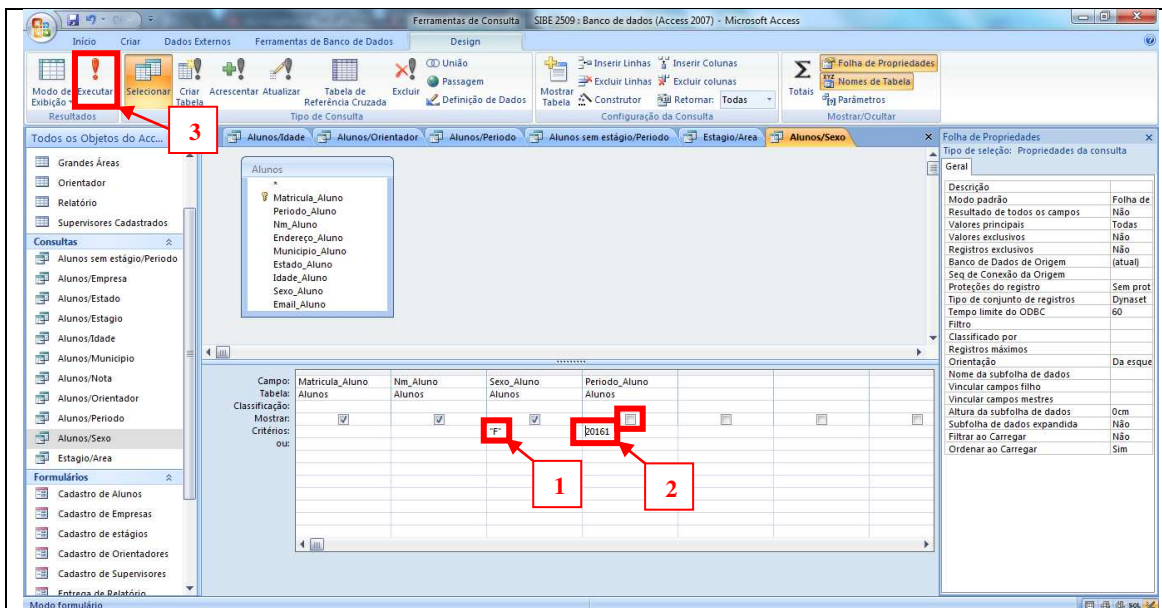 Ferramentas de Consulta SIBE 2509 : Banco de dados (Access 2007) - Microsoft Access
Início Criar Dados Externos Ferramentas de Banco de Dados Design
Modo de Exibição
Executar
Resultados
Selecionar
Criar Tabela
Acrescentar
Atualizar
Tabela de Referência Cruzada
Excluir
União
Passagem
Definição de Dados
Tipo de Consulta
Mostrar Tabela
Inserir Linhas
Excluir Linhas
Construtor
Inserir Colunas
Excluir colunas
Retornar: Todas
Configuração da Consulta
Totais
Folha de Propriedades
Nomes de Tabela
Parâmetros
Mostrar/Ocultar
3
Todos os Objetos do Acc...
Grandes Áreas
Orientador
Relatório
Supervisores Cadastrados
Consultas
Alunos sem estágio/Periodo
Alunos/Empresa
Alunos/Estado
Alunos/Estagio
Alunos/Idade
Alunos/Municipio
Alunos/Nota
Alunos/Orientador
Alunos/Periodo
Alunos/Sexo
Estagio/Area
Formulários
Cadastro de Alunos
Cadastro de Empresas
Cadastro de estágios
Cadastro de Orientadores
Cadastro de Supervisores
Entrega de Relatório
Alunos/Idade Alunos/Orientador Alunos/Periodo Alunos sem estágio/Periodo Estagio/Area Alunos/Sexo
Alunos
*
Matricula_Aluno
Periodo_Aluno
Nm_Aluno
Endereço_Aluno
Municipio_Aluno
Estado_Aluno
Idade_Aluno
Sexo_Aluno
Email_Aluno
Campo: Matricula_Aluno Nm_Aluno Sexo_Aluno Periodo_Aluno
Tabela: Alunos Alunos Alunos Alunos
Classificação:
Mostrar:
Critérios: "F" 20161
ou:
1
2
Folha de Propriedades
Tipo de seleção: Propriedades da consulta
Geral
Descrição
Modo padrão Folha de
Resultado de todos os campos Não
Valores principais Todas
Valores exclusivos Não
Registros exclusivos Não
Banco de Dados de Origem (atual)
Seq de Conexão da Origem
Proteções do registro Sem prot
Tipo de conjunto de registros Dynaset
Tempo limite do ODBC 60
Filtro
Classificado por
Registros máximos
Orientação Da esque
Nome da subfolha de dados
Vincular campos filho
Vincular campos mestres
Altura da subfolha de dados 0cm
Subfolha de dados expandida Não
Filtrar ao Carregar Não
Ordenar ao Carregar Sim
Modo formulário
SQL